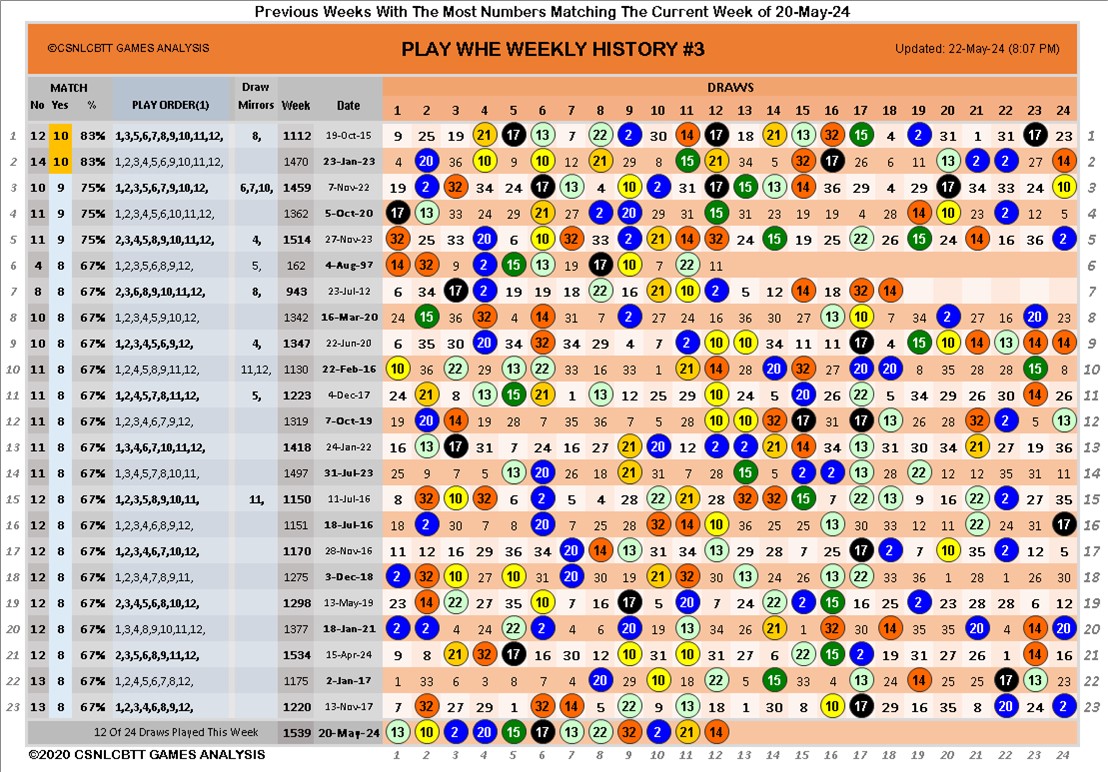 Previous Weeks With The Most Numbers Matching The Current Week of 20-May-24
©CSNLCBTT GAMES ANALYSIS PLAY WHE WEEKLY HISTORY #3 Updated: 22-May-24 (8:07 PM)
MATCH Draw DRAWS
No Yes % PLAY ORDER(1) Mirrors Week Date 1 2 3 4 5 6 7 8 9 10 11 12 13 14 15 16 17 18 19 20 21 22 23 24
1 12 10 83% 1,3,5,6,7,8,9,10,11,12, 8, 1112 19-Oct-15 9 25 19 21 17 13 7 22 2 30 14 17 18 21 13 32 15 4 2 31 1 31 17 23 1
2 14 10 83% 1,2,3,4,5,6,9,10,11,12, 1470 23-Jan-23 4 20 36 10 9 10 12 21 29 11 15 21 34 5 32 17 26 6 11 13 2 2 27 14 2
3 10 9 75% 1,2,3,5,6,7,9,10,12, 6,7,10, 1459 7-Nov-22 19 2 32 34 24 17 13 4 10 2 31 17 15 13 14 36 29 4 29 17 34 33 24 10 3
4 11 9 75% 1,2,3,4,5,6,10,11,12, 1362 5-Oct-20 17 13 33 24 29 21 27 2 20 29 31 15 31 23 19 19 4 28 14 10 22 2 12 5 4
5 11 9 75% 2,3,4,5,8,9,10,11,12, 4, 1514 27-Nov-23 32 25 33 20 6 10 32 33 2 21 14 32 24 15 19 25 22 26 15 24 14 16 36 2 5
6 4 8 67% 1,2,3,5,6,8,9,12, 5, 162 4-Aug-97 14 32 9 2 15 13 19 17 10 7 22 11 6
7 8 8 67% 2,3,6,8,9,10,11,12, 8, 943 23-Jul-12 6 34 17 2 19 19 18 22 16 21 10 2 5 12 14 18 32 14 7
8 10 8 67% 1,2,3,4,5,9,10,12, 1342 16-Mar-20 24 15 36 32 4 14 31 9 2 27 24 16 36 30 27 13 10 7 34 2 27 23 20 23 8
9 10 8 67% 1,2,3,4,5,6,9,12, 4, 1347 22-Jun-20 6 35 30 20 34 32 34 29 4 7 2 10 10 34 11 11 17 4 15 10 14 13 14 14 9
10 11 8 67% 1,2,4,5,8,9,11,12, 11,12, 1130 22-Feb-16 10 36 22 29 13 22 33 16 33 1 21 14 28 20 32 27 20 20 8 35 28 28 15 8 10
11 11 8 67% 1,2,4,5,7,8,11,12, 5, 1223 4-Dec-17 24 21 8 13 15 21 1 13 12 25 29 10 24 5 20 26 22 5 34 29 26 30 14 26 11
12 11 8 67% 1,2,3,4,6,7,9,12, 1319 7-Oct-19 19 20 14 19 28 7 35 36 7 5 28 10 10 32 17 31 17 13 26 21 32 2 5 13 12
13 11 8 67% 1,3,4,6,7,10,11,12, 1418 24-Jan-22 16 13 17 31 7 24 16 27 21 20 12 2 2 21 14 34 13 31 30 34 21 27 19 36 13
14 11 8 67% 1,3,4,5,7,8,10,11, 1497 31-Jul-23 25 9 7 5 13 20 26 28 21 31 7 28 15 5 2 2 13 19 22 12 12 35 31 11 14
15 12 8 67% 1,2,3,5,8,9,10,11, 11, 1150 11-Jul-16 8 32 10 32 6 2 5 4 28 22 21 28 32 32 15 7 22 13 9 16 22 2 27 35 15
16 12 8 67% 1,2,3,4,6,8,9,12, 1151 18-Jul-16 18 2 30 7 8 20 7 25 28 32 14 10 36 25 25 13 30 33 12 11 22 24 31 17 16
17 12 8 67% 1,2,3,4,6,7,10,12, 1170 28-Nov-16 11 12 16 29 36 34 20 14 13 31 34 13 29 28 7 25 17 2 7 10 35 2 12 5 17
18 12 8 67% 1,2,3,4,7,8,9,11, 1275 3-Dec-18 2 32 10 27 10 31 20 30 19 21 32 30 13 24 26 13 22 33 36 1 28 1 26 30 18
19 12 8 67% 2,3,4,5,6,8,10,12, 1298 13-May-19 23 14 22 27 35 10 7 16 17 5 20 7 24 22 2 15 16 19 2 23 28 28 6 12 19
20 12 8 67% 1,3,4,8,9,10,11,12, 1377 18-Jan-21 2 2 4 24 22 2 4 6 20 19 13 34 26 21 1 32 30 14 35 35 20 4 14 20 20
21 12 8 67% 2,3,5,6,8,9,11,12, 1534 15-Apr-24 9 8 21 32 17 16 30 12 10 31 10 31 27 6 22 15 2 19 31 27 22 1 14 16 21
22 13 8 67% 1,2,4,5,6,7,8,12, 1175 2-Jan-17 1 33 6 3 8 3 4 20 29 10 18 22 5 15 33 4 13 24 14 25 25 17 13 23 22
23 13 8 67% 1,2,3,4,6,8,9,12, 1220 13-Nov-17 7 32 27 29 1 32 14 5 22 9 13 18 1 30 8 10 17 29 16 35 8 20 24 2 23
12 Of 24 Draws Played This Week 1539 20-May-24 13 10 2 20 15 17 13 22 32 2 21 14
©2020 CSNLCBTT GAMES ANALYSIS 1 2 3 4 5 6 7 8 9 10 11 12 13 14 15 16 17 18 19 20 21 22 23 24